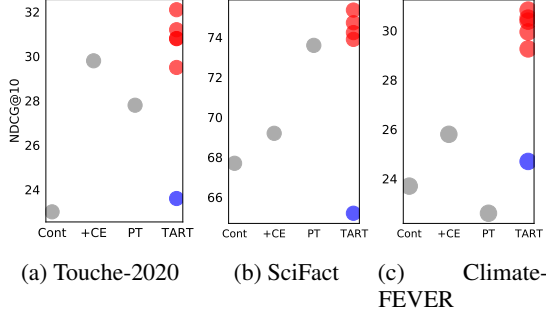 NDCG@10
32
30
28
26
24
Cont +CE PT TART
74
72
70
68
66
Cont +CE PT TART
30
28
26
24
Cont +CE PT TART
(a) Touche-2020
(b) SciFact
(c) Climate-
FEVER